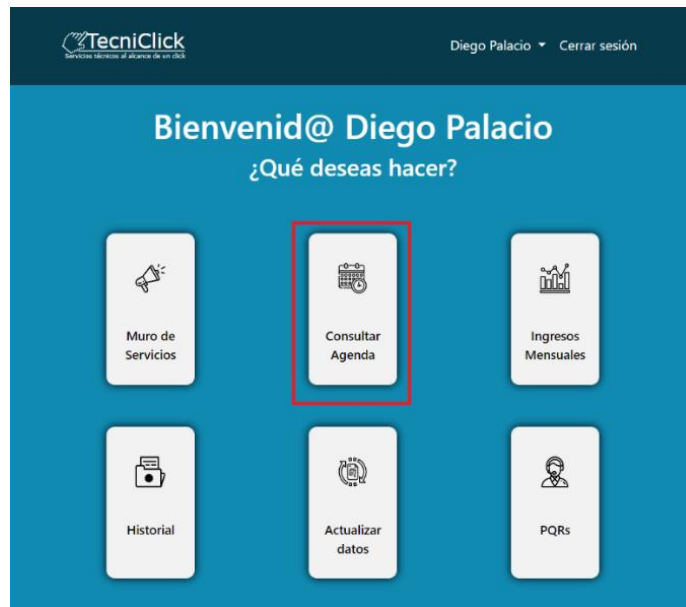 TecniClick
Servicios técnicos al alcance de un click
Diego Palacio
Cerrar sesión
Bienvenid@ Diego Palacio
¿Qué deseas hacer?
Muro de
Servicios
Consultar
Agenda
Ingresos
Mensuales
Historial
Actualizar
datos
PQRs